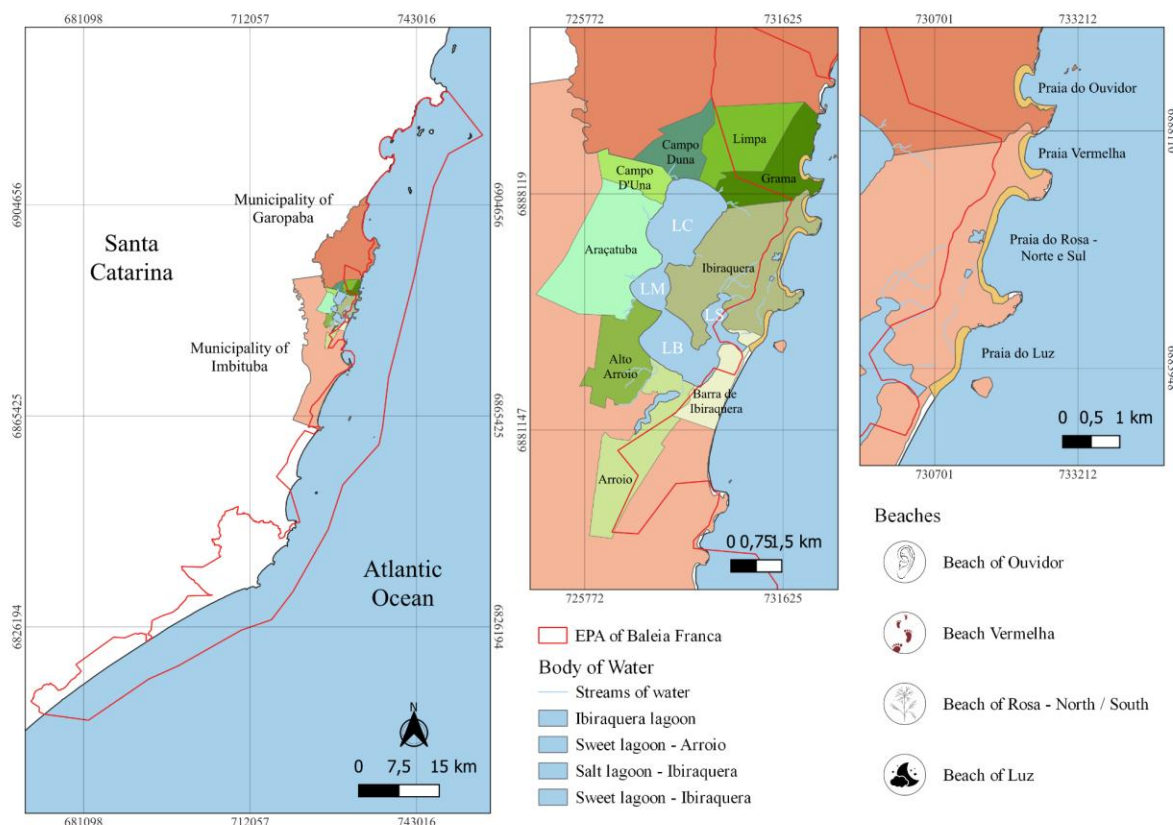 681098
712057
743016
6904656
6904656
6865425
6865425
6826194
6826194
Municipality of
Garopaba
Santa
Catarina
Municipality of
Imbituba
Atlantic
Ocean
N
0 7,5 15 km
681098
712057
743016
725772
731625
6888119
6881147
Limpa
Campo
Duna
Campo
D'Una
Grama
LC
Araçatuba
Ibiraquera
LM
LS
LB
Alto
Arroio
Barra de
Ibiraquera
Arroio
0 0,75 1,5 km
725772
731625
730701
733212
Praia do Ouvidor
Praia Vermelha
Praia do Rosa -
Norte e Sul
Praia do Luz
6883948
0 0,5 1 km
730701
733212
EPA of Baleia Franca
Body of Water
Streams of water
Ibiraquera lagoon
Sweet lagoon - Arroio
Salt lagoon - Ibiraquera
Sweet lagoon - Ibiraquera
Beaches
Beach of Ouvidor
Beach Vermelha
Beach of Rosa - North / South
Beach of Luz